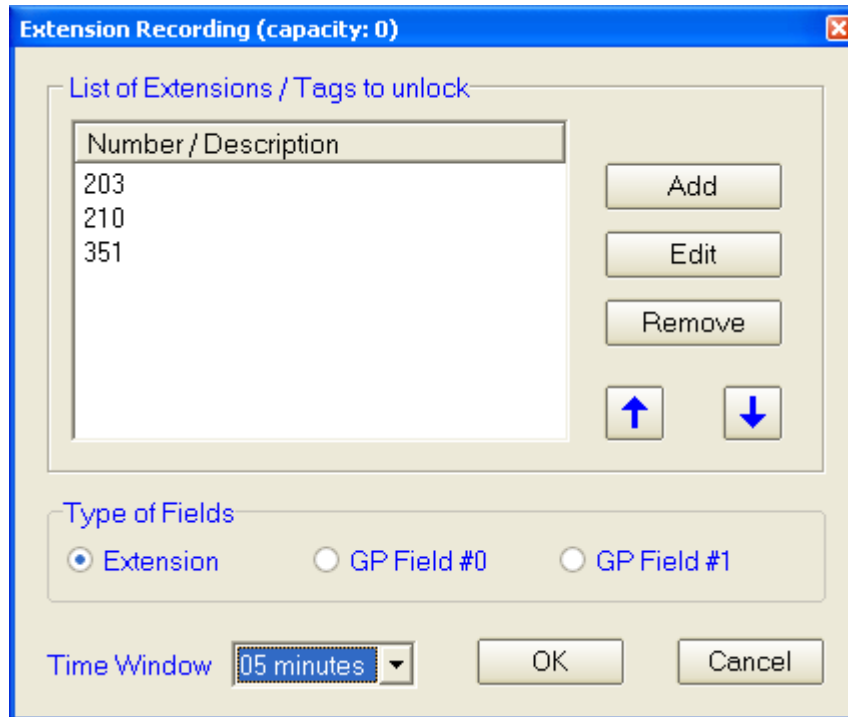 Extension Recording (capacity: 0)
List of Extensions / Tags to unlock
Number / Description
203
210
351
Add
Edit
Remove
Type of Fields
Extension GP Field #0 GP Field #1
Time Window 05 minutes OK Cancel